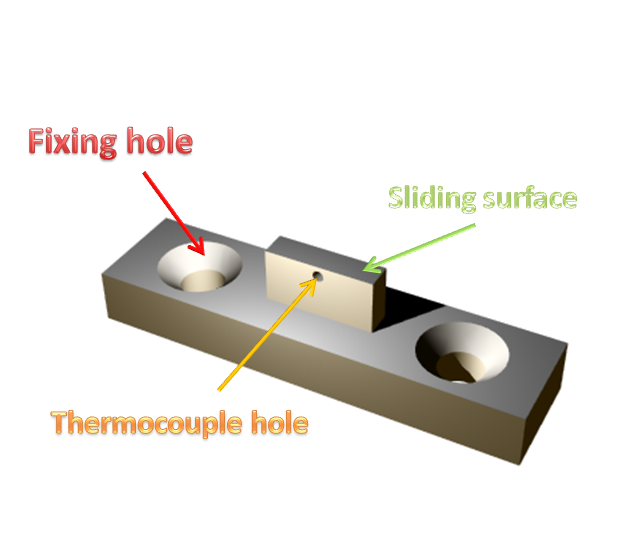 Fixing hole
Sliding surface
Thermocouple hole